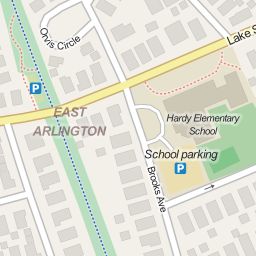 Orvis Circle
Lake S
P
EAST
ARLINGTON
Hardy Elementary
School
School parking
P
Brooks Ave